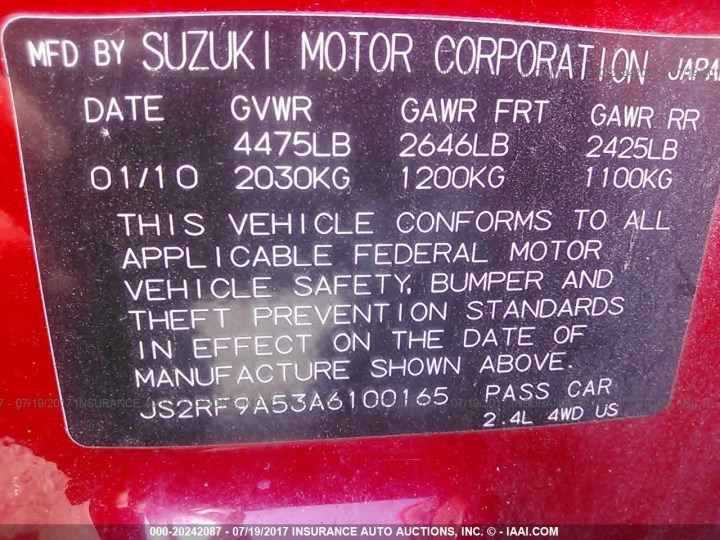 MFD BY SUZUKI MOTOR CORPORATION JAPA
DATE GVWR GAWR FRT GAWR RR
4475LB 2646LB 2425LB
01/10 2030KG 1200KG 1100KG
THIS VEHICLE CONFORMS TO ALL
APPLICABLE FEDERAL MOTOR
VEHICLE SAFETY, BUMPER AND
THEFT PREVENTION STANDARDS
IN EFFECT ON THE DATE OF
MANUFACTURE SHOWN ABOVE.
JS2RF9A53A6100165 PASS CAR
2.4L 4WD US
000-20242087 - 07/19/2017 INSURANCE AUTO AUCTIONS, INC. - © - IAAI.COM